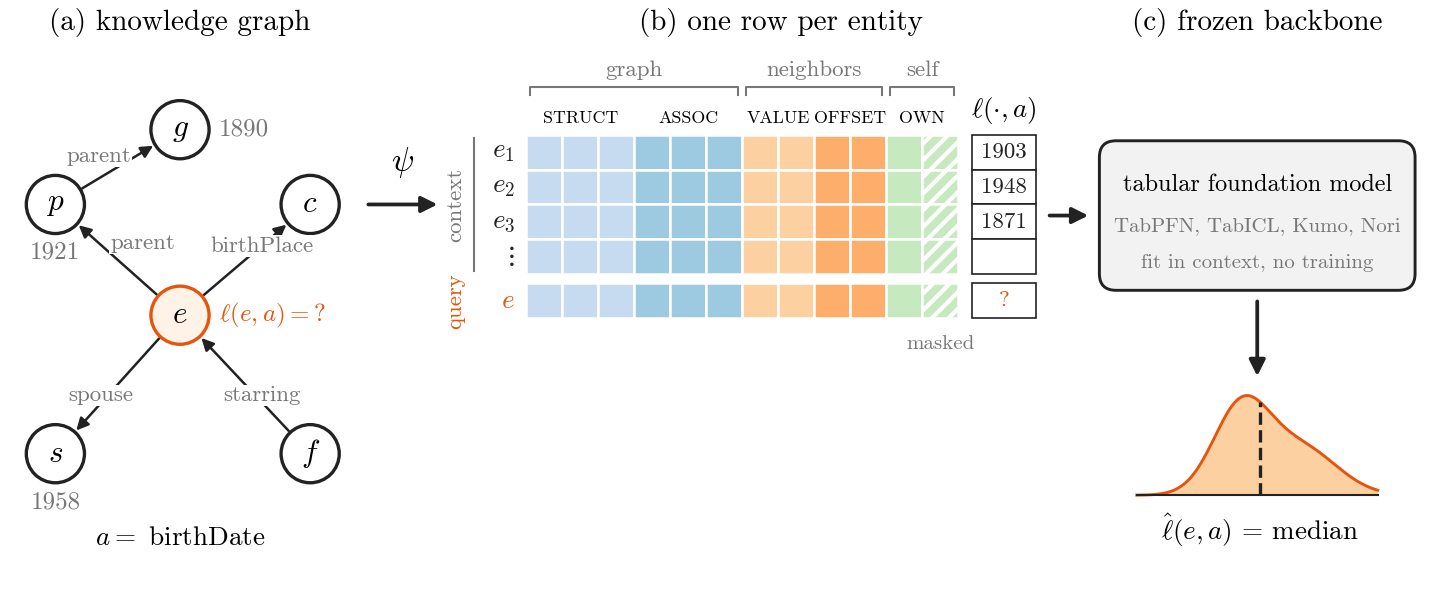 (a) knowledge graph
g 1890
parent
p
1921
c
parent
birthPlace
e ℓ(e, a) = ?
spouse
starring
s
1958
f
a = birthDate
ψ
(b) one row per entity
graph neighbors self
STRUCT ASSOC VALUE OFFSET OWN ℓ(·, a)
context
e₁ 1903
e₂ 1948
e₃ 1871
⋮
query
e ?
masked
(c) frozen backbone
tabular foundation model
TabPFN, TabICL, Kumo, Nori
fit in context, no training
ℓ̂(e, a) = median